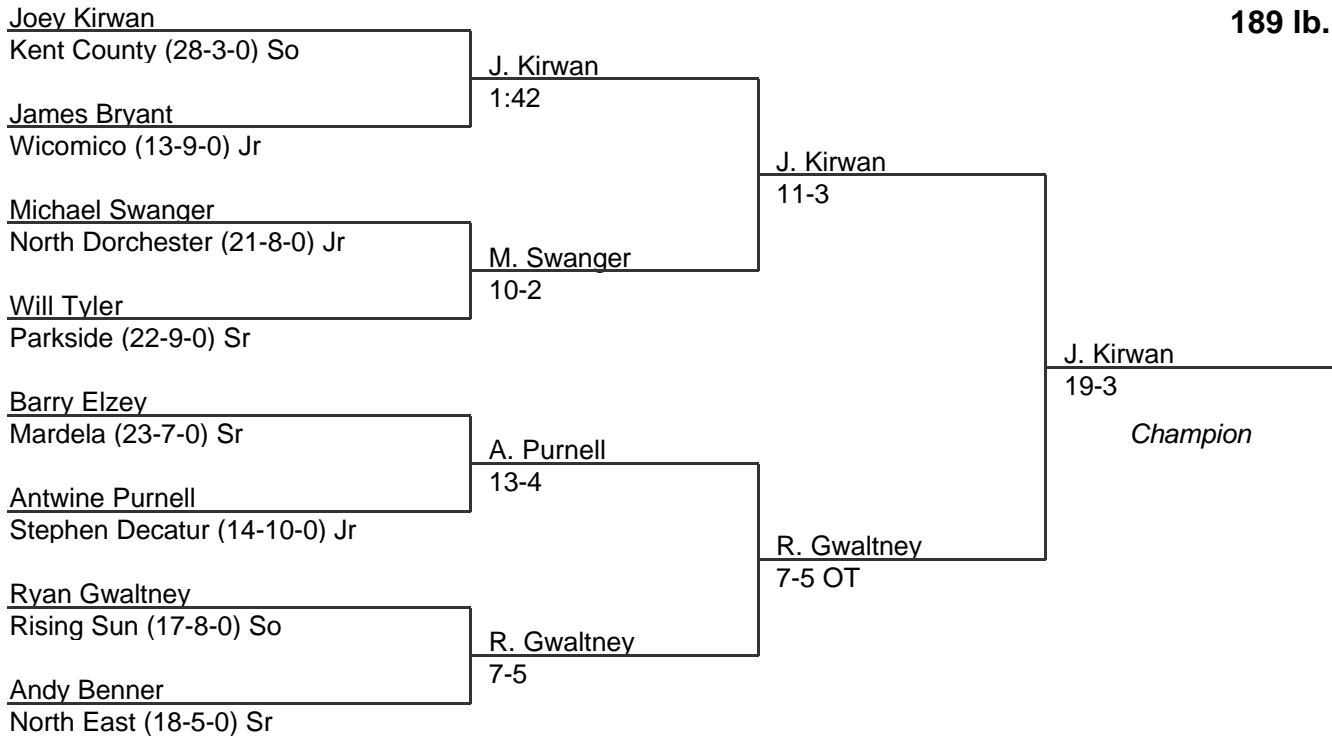 189 lb.
Joey Kirwan
Kent County (28-3-0) So
James Bryant
Wicomico (13-9-0) Jr
Michael Swanger
North Dorchester (21-8-0) Jr
Will Tyler
Parkside (22-9-0) Sr
Barry Elzey
Mardela (23-7-0) Sr
Antwine Purnell
Stephen Decatur (14-10-0) Jr
Ryan Gwaltney
Rising Sun (17-8-0) So
Andy Benner
North East (18-5-0) Sr
J. Kirwan
1:42
M. Swanger
10-2
A. Purnell
13-4
R. Gwaltney
7-5
J. Kirwan
11-3
R. Gwaltney
7-5 OT
J. Kirwan
19-3
Champion